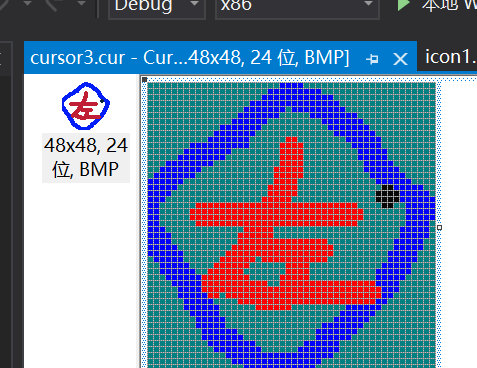 Debug
x86
本地 W
cursor3.cur - Cur...48x48, 24 位, BMP]
icon1.
左
48x48, 24
位, BMP
左